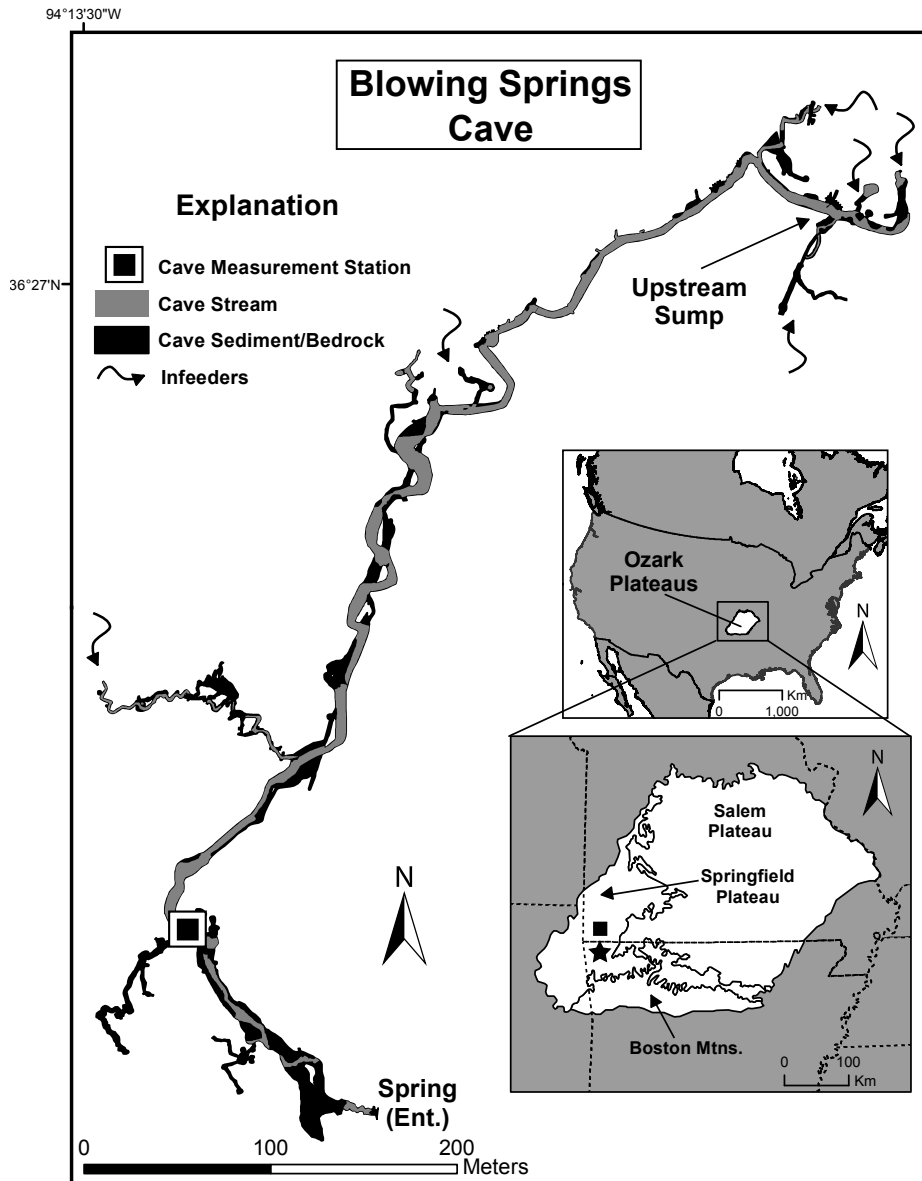 94°13'30"W
Blowing Springs
Cave
Explanation
Cave Measurement Station
Cave Stream
Cave Sediment/Bedrock
Infeeders
36°27'N
Upstream
Sump
Ozark
Plateaus
N
Km
0 1,000
N
Salem
Plateau
Springfield
Plateau
Boston Mtns.
0 100
Km
N
Spring
(Ent.)
0 100 200
Meters